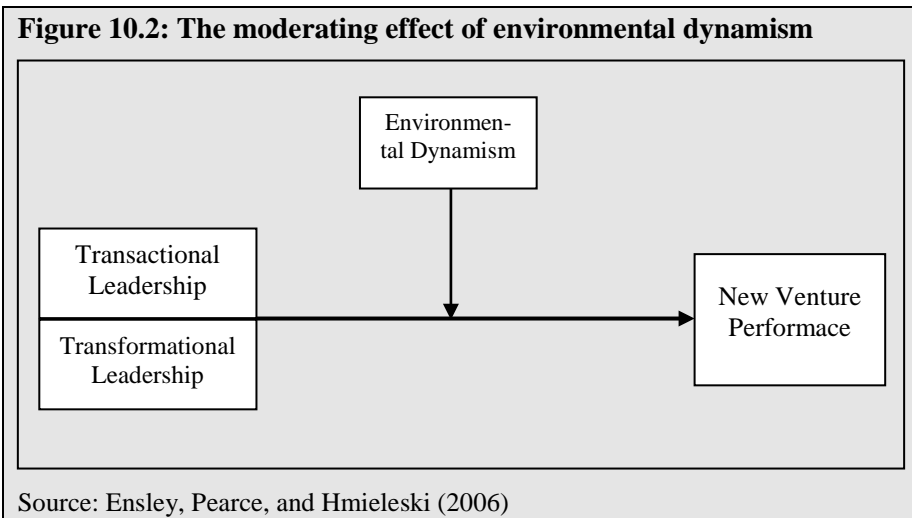 Figure 10.2: The moderating effect of environmental dynamism
Environmen-
tal Dynamism
Transactional
Leadership
Transformational
Leadership
New Venture
Performace
Source: Ensley, Pearce, and Hmieleski (2006)